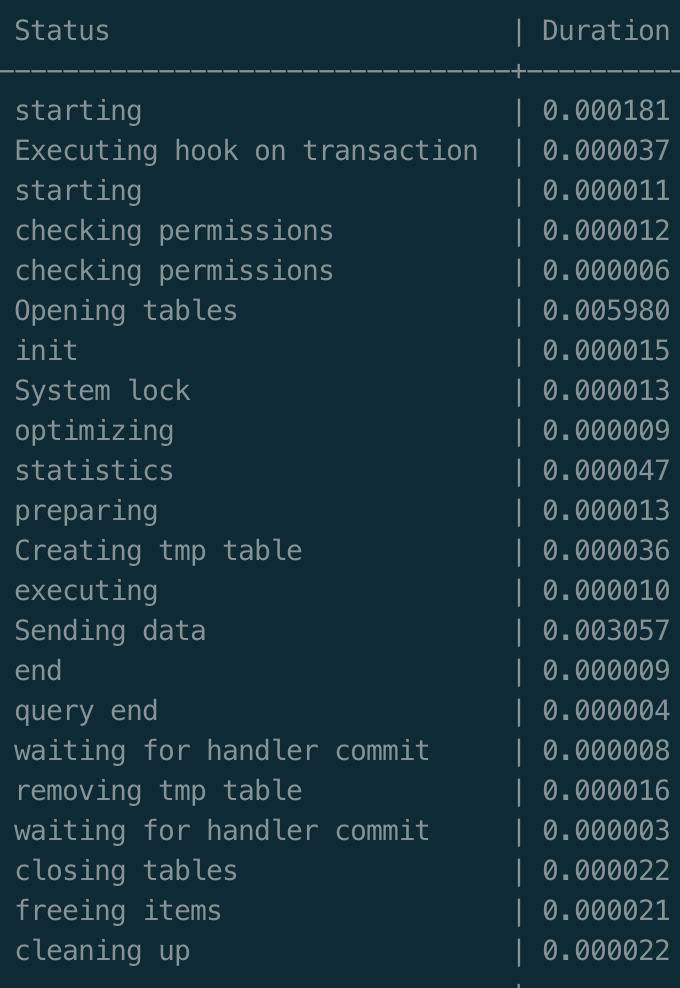 Status | Duration
starting | 0.000181
Executing hook on transaction | 0.000037
starting | 0.000011
checking permissions | 0.000012
checking permissions | 0.000006
Opening tables | 0.005980
init | 0.000015
System lock | 0.000013
optimizing | 0.000009
statistics | 0.000047
preparing | 0.000013
Creating tmp table | 0.000036
executing | 0.000010
Sending data | 0.003057
end | 0.000009
query end | 0.000004
waiting for handler commit | 0.000008
removing tmp table | 0.000016
waiting for handler commit | 0.000003
closing tables | 0.000022
freeing items | 0.000021
cleaning up | 0.000022